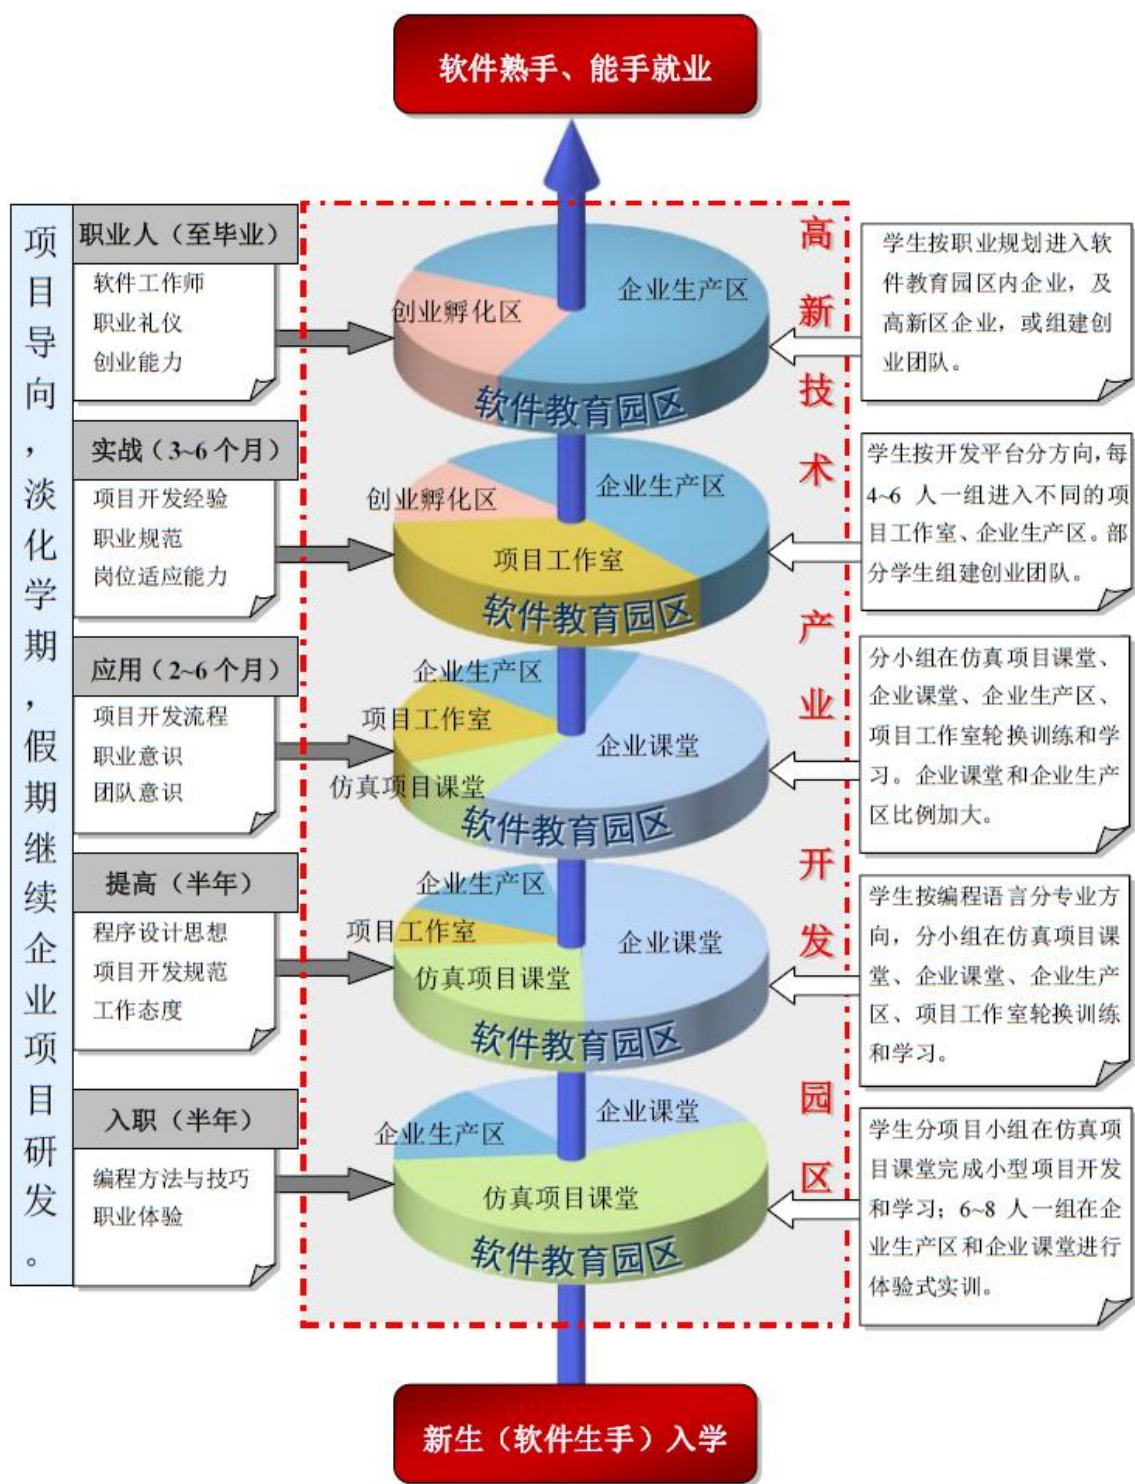 软件熟手、能手就业
项目导向，淡化学期，假期继续企业项目研发。
高新技术产业开发园区
职业人（至毕业）
软件工作师
职业礼仪
创业能力
创业孵化区
企业生产区
软件教育园区
学生按职业规划进入软
件教育园区内企业，及
高新区企业，或组建创
业团队。
实战（3~6 个月）
项目开发经验
职业规范
岗位适应能力
创业孵化区
企业生产区
项目工作室
软件教育园区
学生按开发平台分方向，每
4~6 人一组进入不同的项
目工作室、企业生产区。部
分学生组建创业团队。
应用（2~6 个月）
项目开发流程
职业意识
团队意识
企业生产区
项目工作室
企业课堂
仿真项目课堂
软件教育园区
分小组在仿真项目课堂、
企业课堂、企业生产区、
项目工作室轮换训练和学
习。企业课堂和企业生产
区比例加大。
提高（半年）
程序设计思想
项目开发规范
工作态度
企业生产区
项目工作室
企业课堂
仿真项目课堂
软件教育园区
学生按编程语言分专业方
向，分小组在仿真项目课
堂、企业课堂、企业生产
区、项目工作室轮换训练
和学习。
入职（半年）
编程方法与技巧
职业体验
企业课堂
企业生产区
仿真项目课堂
软件教育园区
学生分项目小组在仿真项
目课堂完成小型项目开发
和学习；6~8 人一组在企
业生产区和企业课堂进行
体验式实训。
新生（软件生手）入学